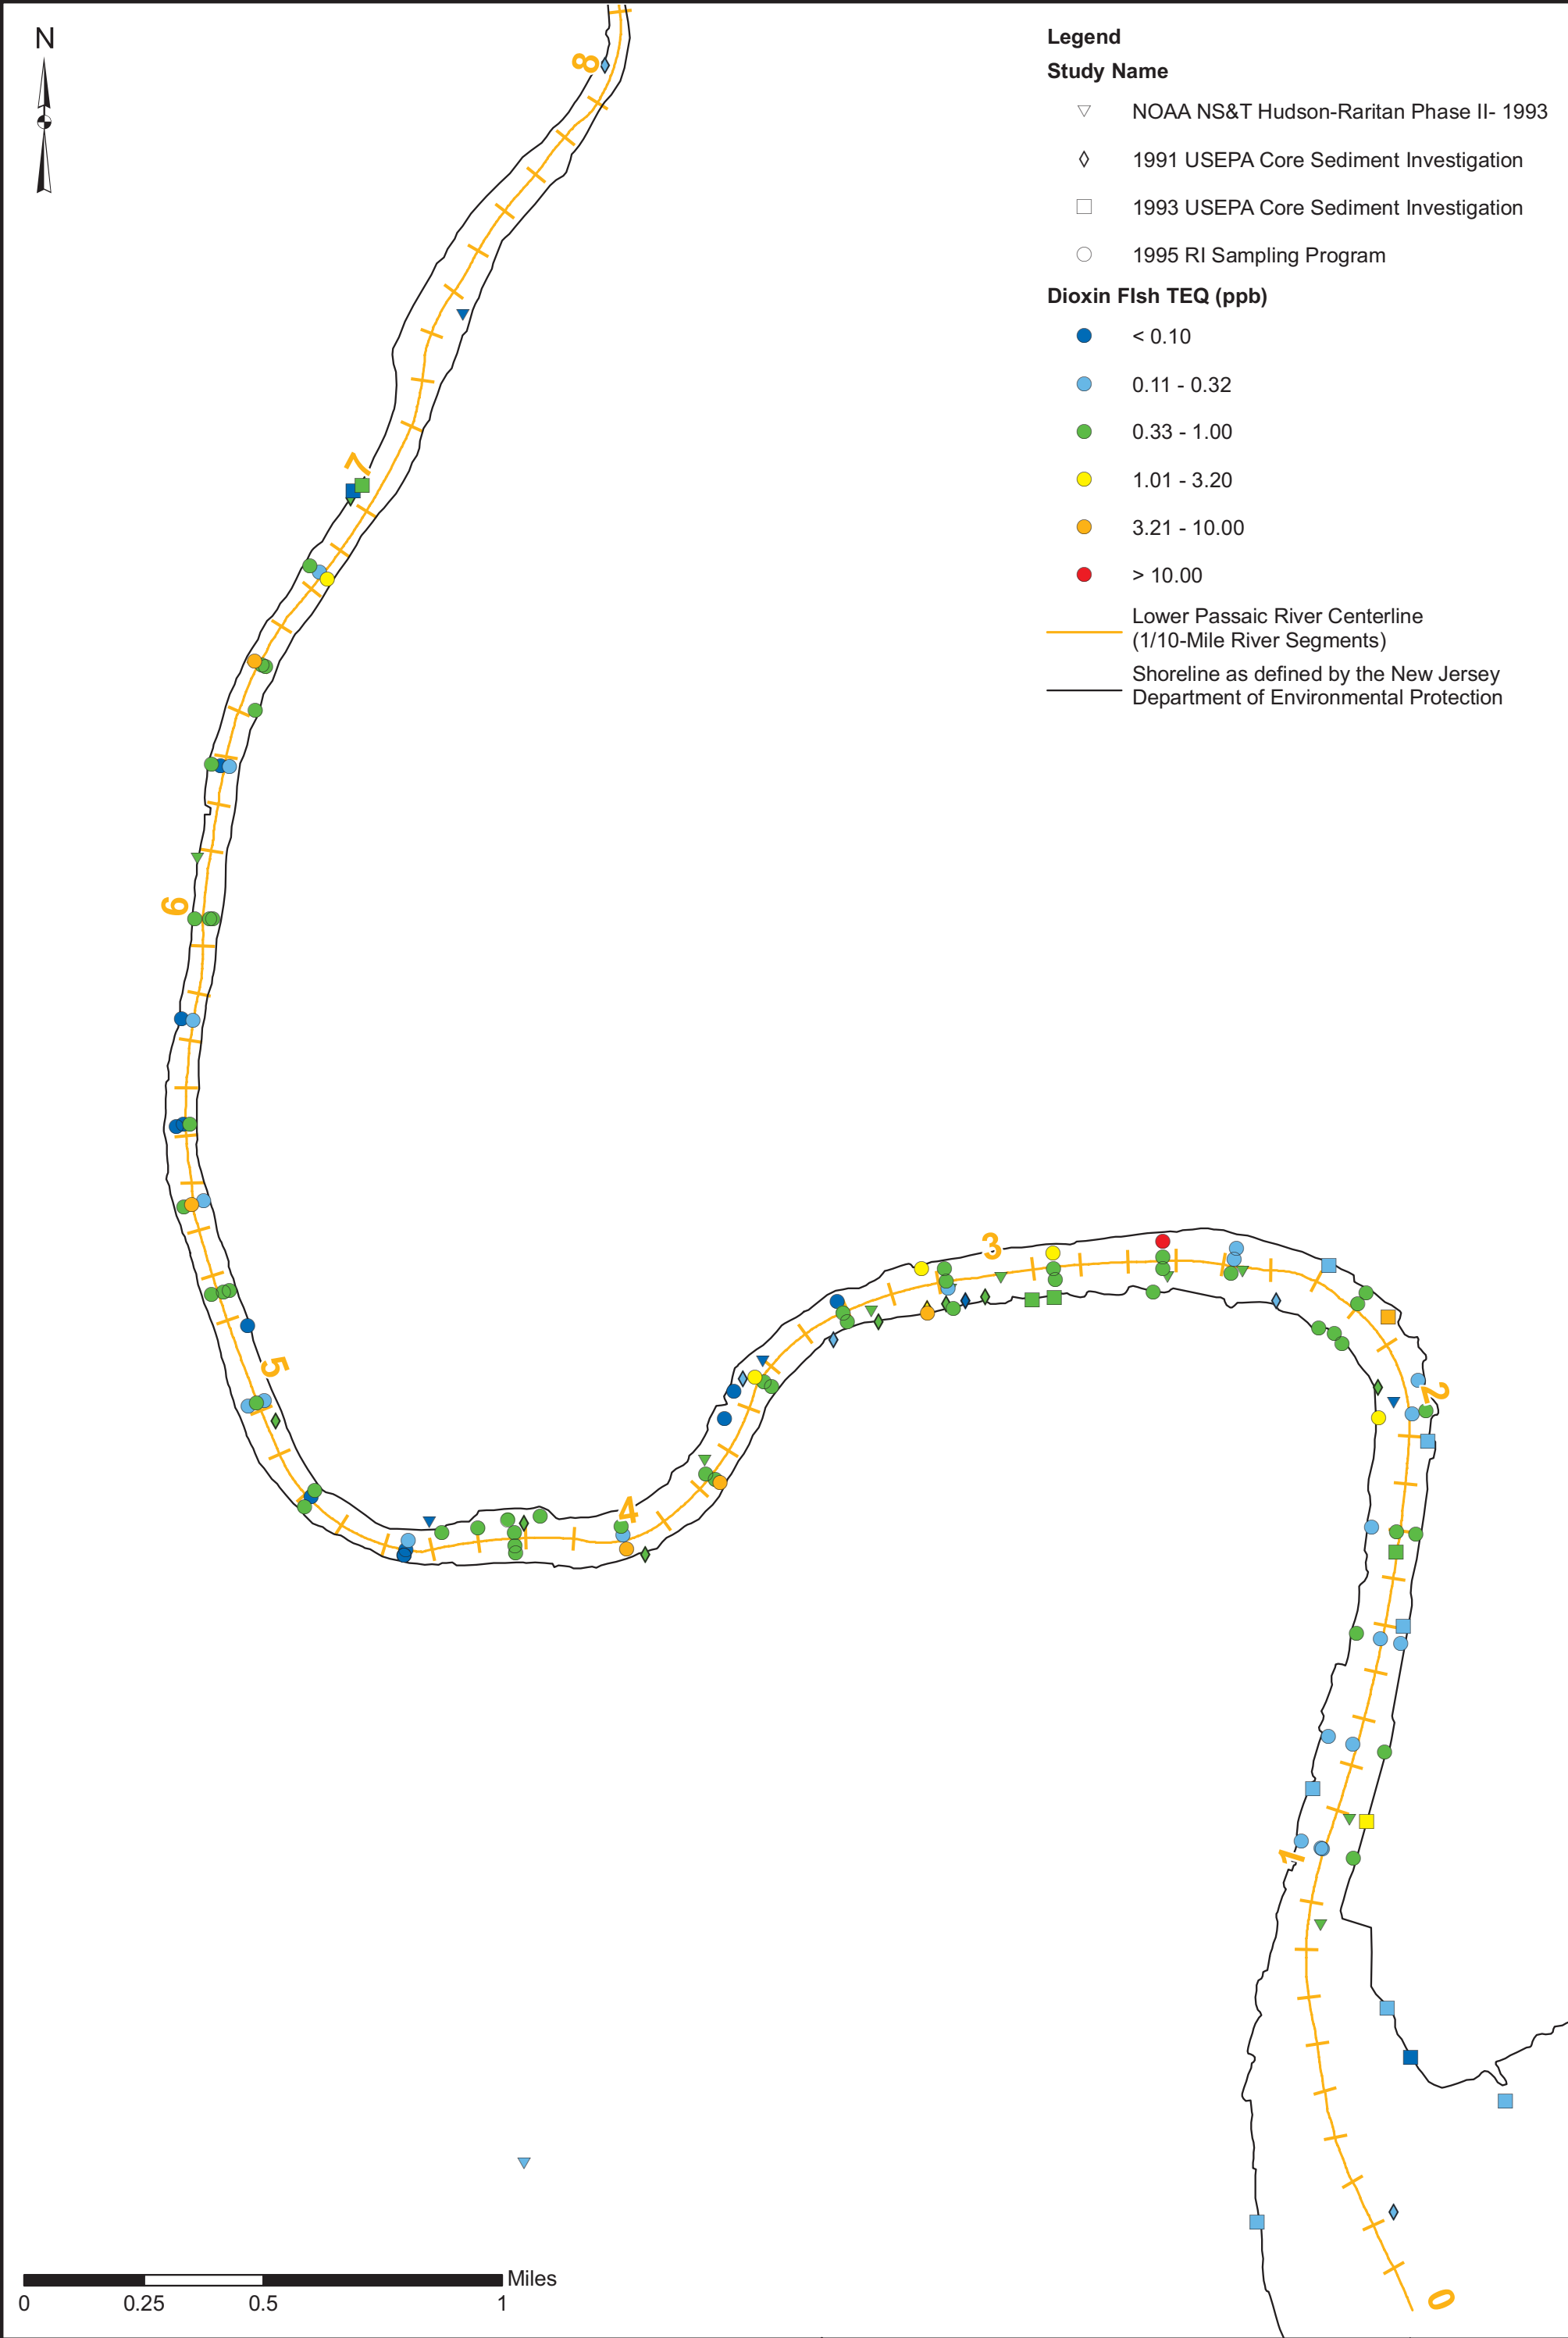 N
Legend
Study Name
NOAA NS&T Hudson-Raritan Phase II- 1993
1991 USEPA Core Sediment Investigation
1993 USEPA Core Sediment Investigation
1995 RI Sampling Program
Dioxin FIsh TEQ (ppb)
< 0.10
0.11 - 0.32
0.33 - 1.00
1.01 - 3.20
3.21 - 10.00
> 10.00
Lower Passaic River Centerline
(1/10-Mile River Segments)
Shoreline as defined by the New Jersey
Department of Environmental Protection
8
7
6
5
4
3
2
1
0
Miles
0 0.25 0.5 1